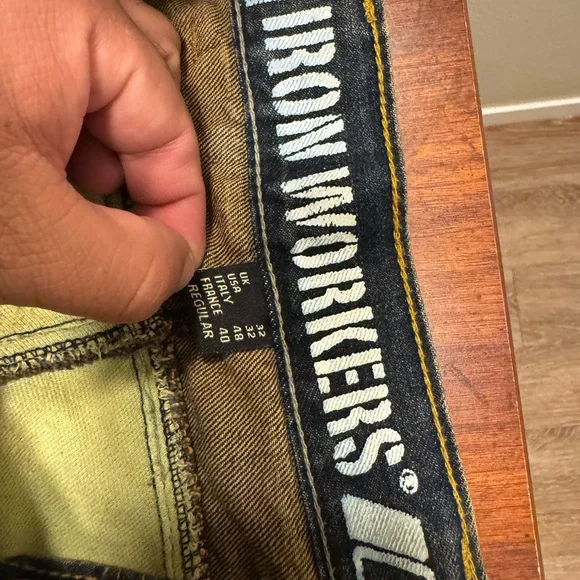 IRON WORKERS®
UK 32
USA 32
ITALY 48
FRANCE 40
REGULAR